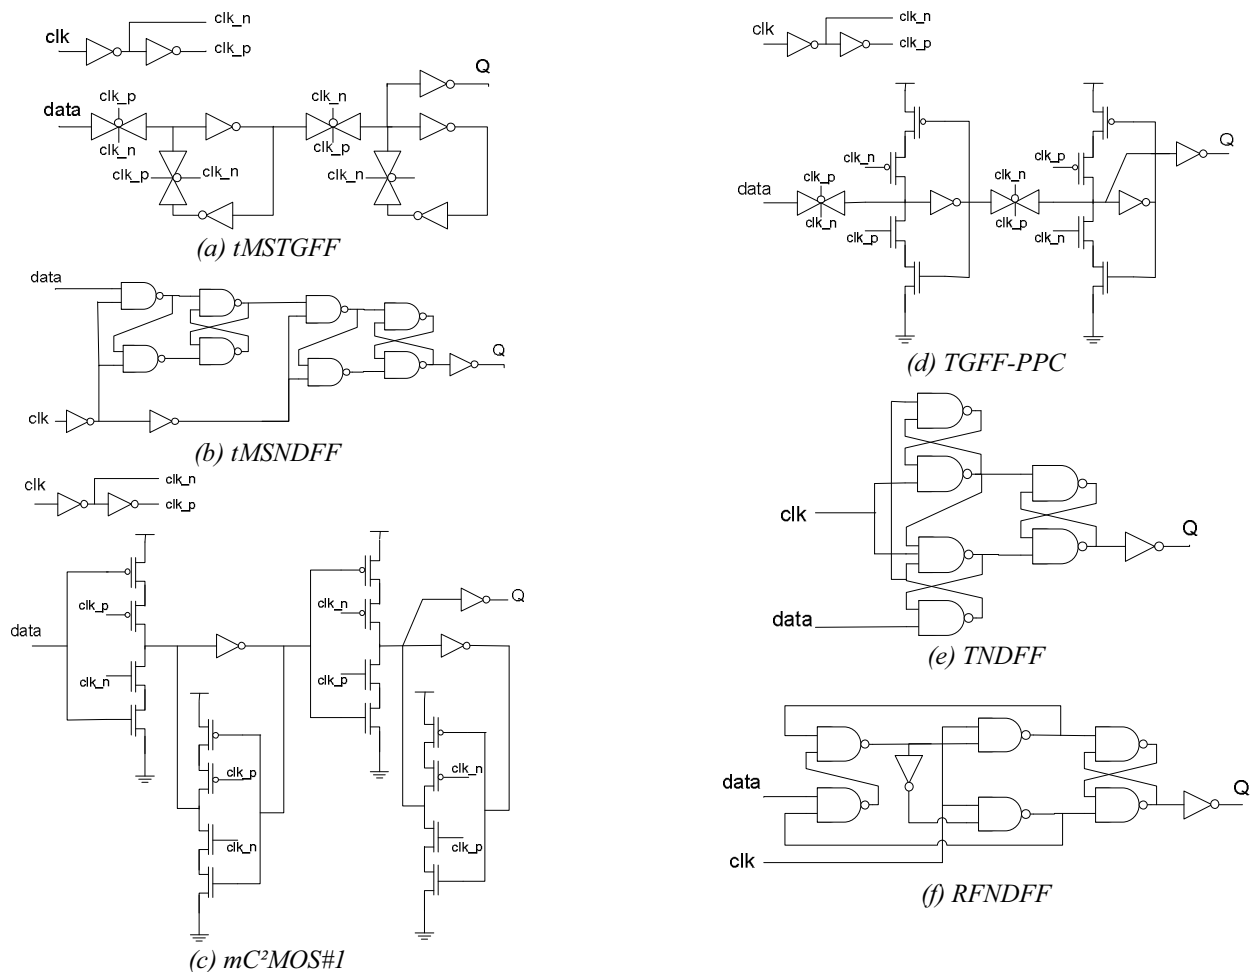 clk
clk_n
clk_p
data
clk_p
clk_n
clk_p
clk_n
clk_n
clk_p
clk_n
Q
(a) tMSTGFF
data
clk
Q
(b) tMSNDFF
clk
clk_n
clk_p
data
clk_p
clk_n
clk_p
clk_n
clk_n
clk_p
clk_n
clk_p
Q
(c) mC²MOS#1
clk
clk_n
clk_p
data
clk_p
clk_n
clk_n
clk_p
clk_n
clk_p
clk_p
clk_n
Q
(d) TGFF-PPC
clk
data
Q
(e) TNDFF
data
clk
Q
(f) RFNDFF